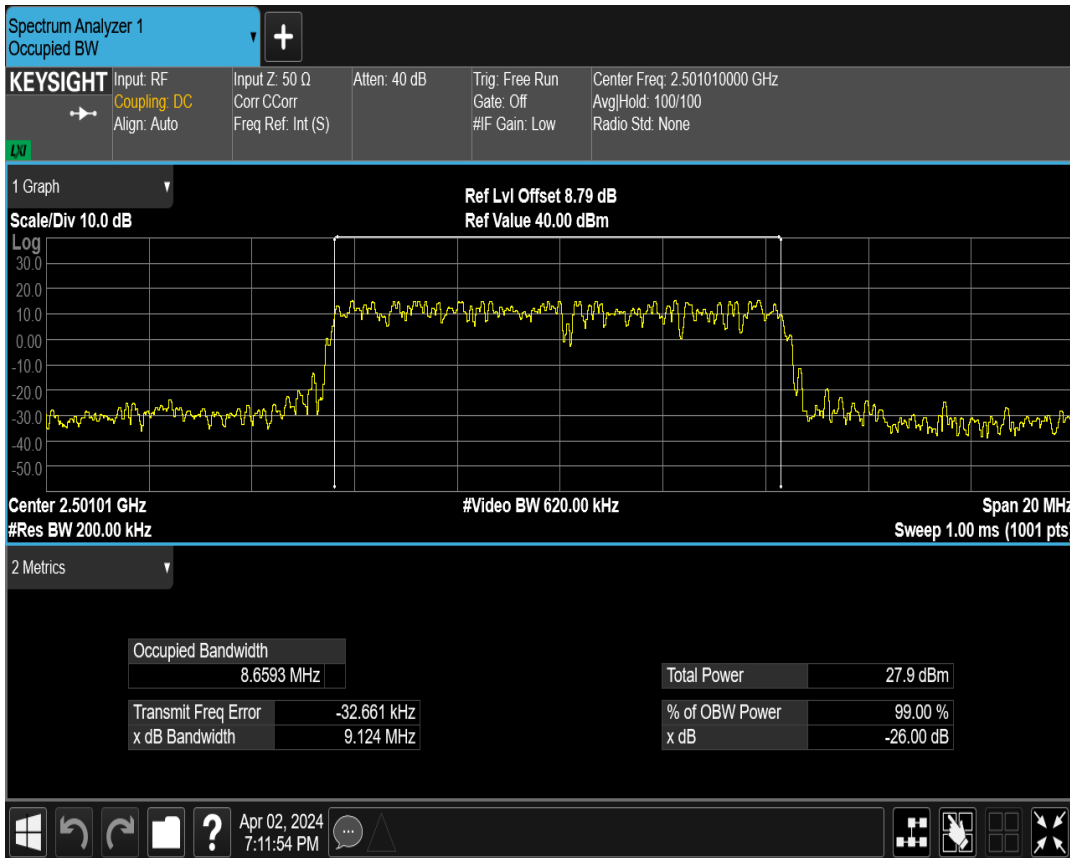 Spectrum Analyzer 1
Occupied BW
KEYSIGHT
LXI
Input: RF
Coupling: DC
Align: Auto
Input Z: 50 Ω
Corr CCorr
Freq Ref: Int (S)
Atten: 40 dB
Trig: Free Run
Gate: Off
#IF Gain: Low
Center Freq: 2.501010000 GHz
Avg|Hold: 100/100
Radio Std: None
1 Graph
Scale/Div 10.0 dB
Ref Lvl Offset 8.79 dB
Ref Value 40.00 dBm
Log
30.0
20.0
10.0
0.00
-10.0
-20.0
-30.0
-40.0
-50.0
Center 2.50101 GHz
#Res BW 200.00 kHz
#Video BW 620.00 kHz
Span 20 MHz
Sweep 1.00 ms (1001 pts)
2 Metrics
Occupied Bandwidth
8.6593 MHz
Transmit Freq Error -32.661 kHz
x dB Bandwidth 9.124 MHz
Total Power 27.9 dBm
% of OBW Power 99.00 %
x dB -26.00 dB
?
Apr 02, 2024
7:11:54 PM